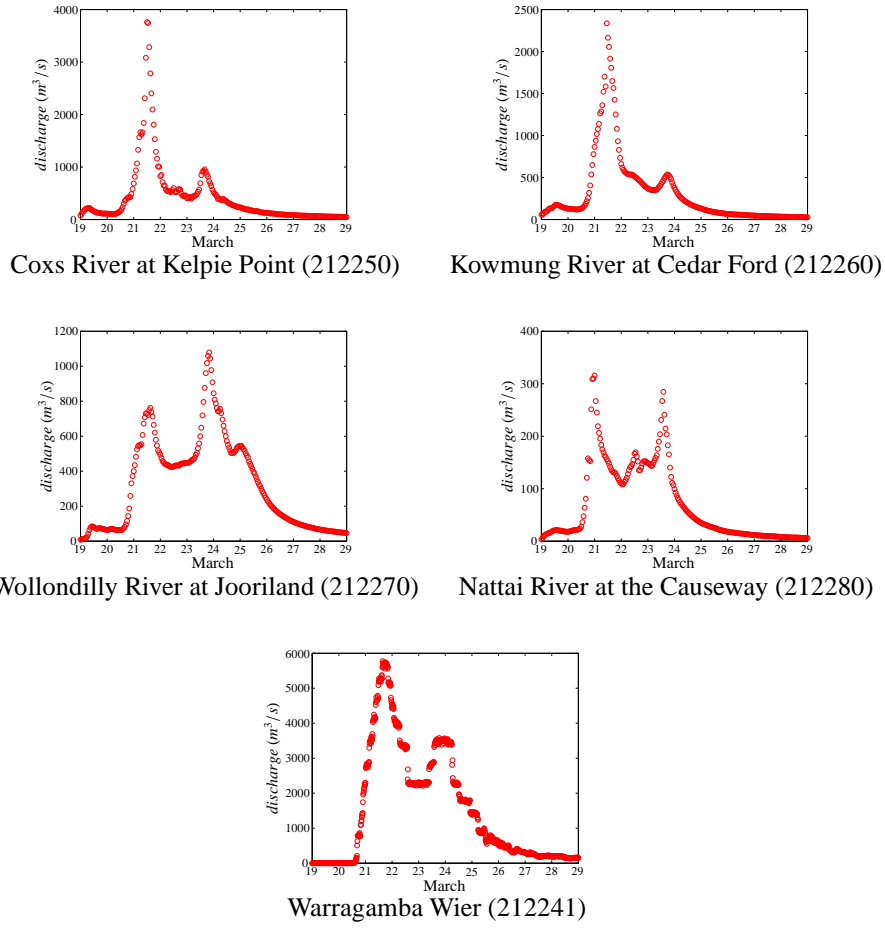 4000
3000
2000
1000
0
discharge (m³/s)
19 20 21 22 23 24 25 26 27 28 29
March
Coxs River at Kelpie Point (212250)
2500
2000
1500
1000
500
0
discharge (m³/s)
19 20 21 22 23 24 25 26 27 28 29
March
Kowmung River at Cedar Ford (212260)
1200
1000
800
600
400
200
0
discharge (m³/s)
19 20 21 22 23 24 25 26 27 28 29
March
Wollondilly River at Jooriland (212270)
400
300
200
100
0
discharge (m³/s)
19 20 21 22 23 24 25 26 27 28 29
March
Nattai River at the Causeway (212280)
6000
5000
4000
3000
2000
1000
0
discharge (m³/s)
19 20 21 22 23 24 25 26 27 28 29
March
Warragamba Wier (212241)